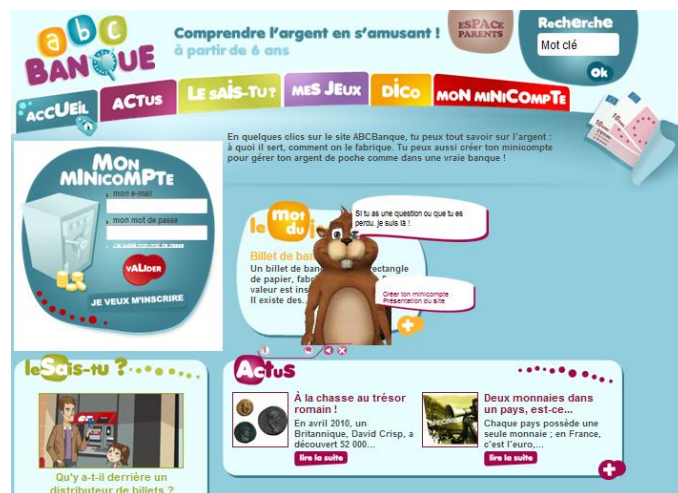 abc
BANQUE
Comprendre l'argent en s'amusant !
à partir de 6 ans
ESPACE
PARENTS
Recherche
Mot clé
Ok
ACCUEIL
ACTUS
LE SAIS-TU ?
MES JEUX
DICO
MON MINICOMPTE
En quelques clics sur le site ABCBanque, tu peux tout savoir sur l'argent :
à quoi il sert, comment on le fabrique. Tu peux aussi créer ton minicompte
pour gérer ton argent de poche comme dans une vraie banque !
MON
MINICOMPTE
mon e-mail
mon mot de passe
J'ai oublié mon mot de passe
VALIDER
JE VEUX M'INSCRIRE
le mot
du
Si tu as une question ou que tu es
perdu, je suis là !
Billet de
Un billet de rectangle
de papier,
valeur est
Il existe des...
Créer ton minicompte
Présentation du site
le Sais-tu ?
Qu'y a-t-il derrière un
distributeur de billets ?
Actus
À la chasse au trésor
romain !
En avril 2010, un
Britannique, David Crisp, a
découvert 52 000...
lire la suite
Deux monnaies dans
un pays, est-ce...
Chaque pays possède une
seule monnaie ; en France,
c'est l'euro,...
lire la suite